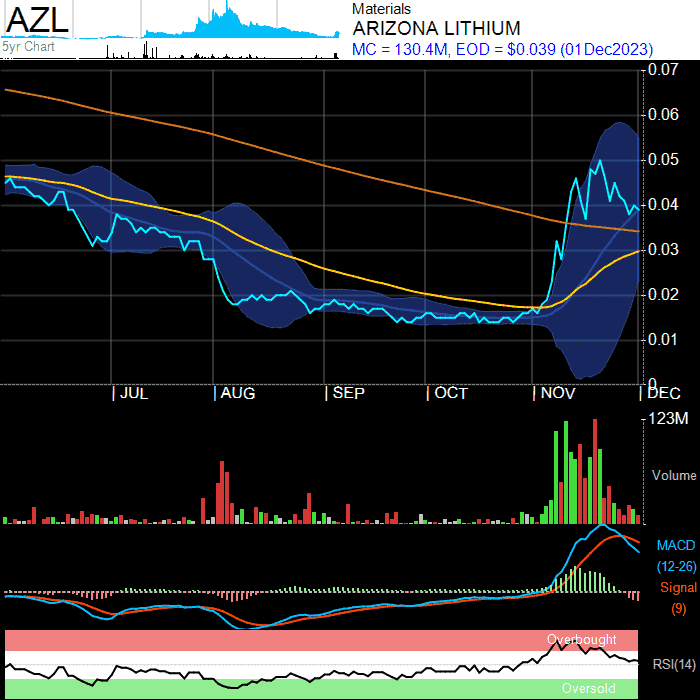 AZL
5yr Chart
Materials
ARIZONA LITHIUM
MC = 130.4M, EOD = $0.039 (01Dec2023)
0.07
0.06
0.05
0.04
0.03
0.02
0.01
0
JUL AUG SEP OCT NOV DEC
123M
Volume
MACD
(12-26)
Signal
(9)
Overbought
RSI(14)
Oversold